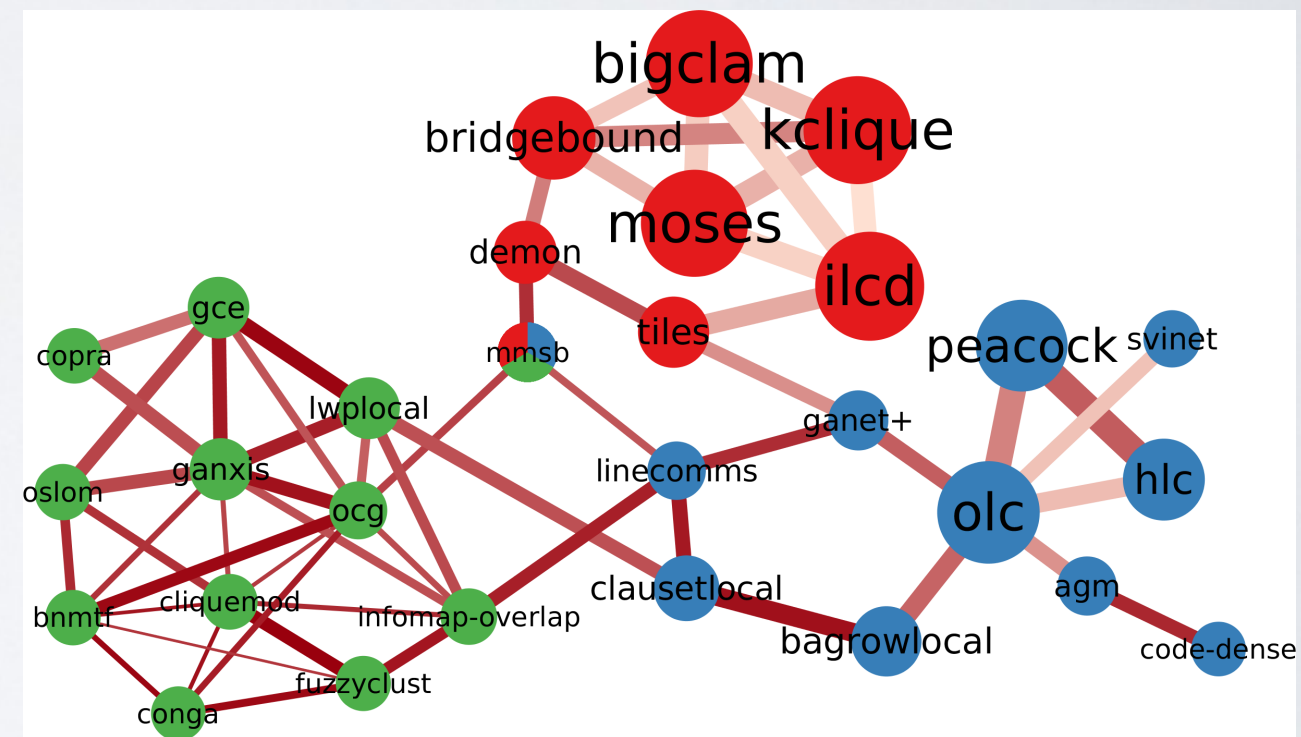 bigclam
bridgebound
kclique
moses
demon
ilcd
gce
tiles
copra
mmsb
peacock
svinet
lwplocal
ganet+
ganxis
linecomms
oslom
hlc
ocg
olc
clausetlocal
agm
cliquemod
bnmtf
infomap-overlap
bagrowlocal
code-dense
fuzzyclust
conga